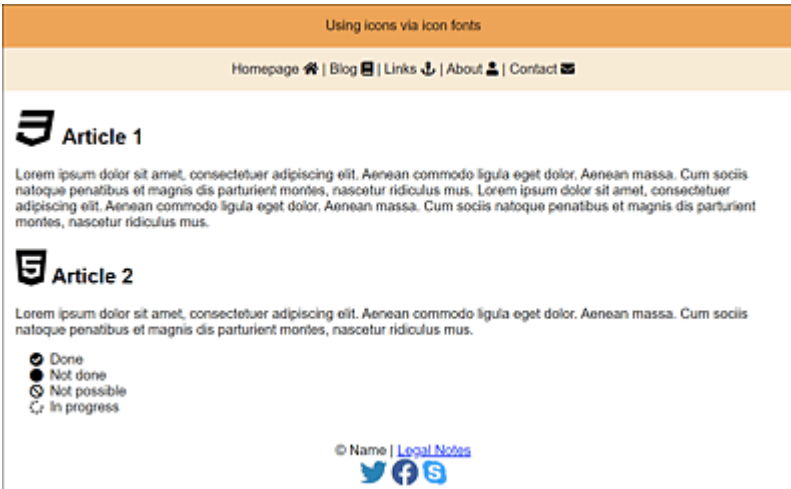 Using icons via icon fonts
Homepage | Blog | Links | About | Contact
Article 1
Lorem ipsum dolor sit amet, consectetuer adipiscing elit. Aenean commodo ligula eget dolor. Aenean massa. Cum sociis
natoque penatibus et magnis dis parturient montes, nascetur ridiculus mus. Lorem ipsum dolor sit amet, consectetuer
adipiscing elit. Aenean commodo ligula eget dolor. Aenean massa. Cum sociis natoque penatibus et magnis dis parturient
montes, nascetur ridiculus mus.
Article 2
Lorem ipsum dolor sit amet, consectetuer adipiscing elit. Aenean commodo ligula eget dolor. Aenean massa. Cum sociis
natoque penatibus et magnis dis parturient montes, nascetur ridiculus mus.
Done
Not done
Not possible
In progress
© Name | Legal Notes